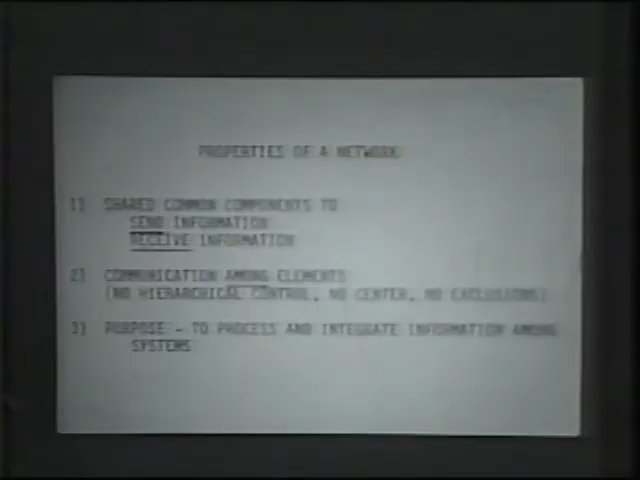 PROPERTIES OF A NETWORK
1) SHARED COMMON COMPONENTS TO
SEND INFORMATION
RECEIVE INFORMATION
2) COMMUNICATION AMONG ELEMENTS
(NO HIERARCHICAL CONTROL, NO CENTER, NO EXCLUSIONS)
3) PURPOSE - TO PROCESS AND INTEGRATE INFORMATION AMONG
SYSTEMS